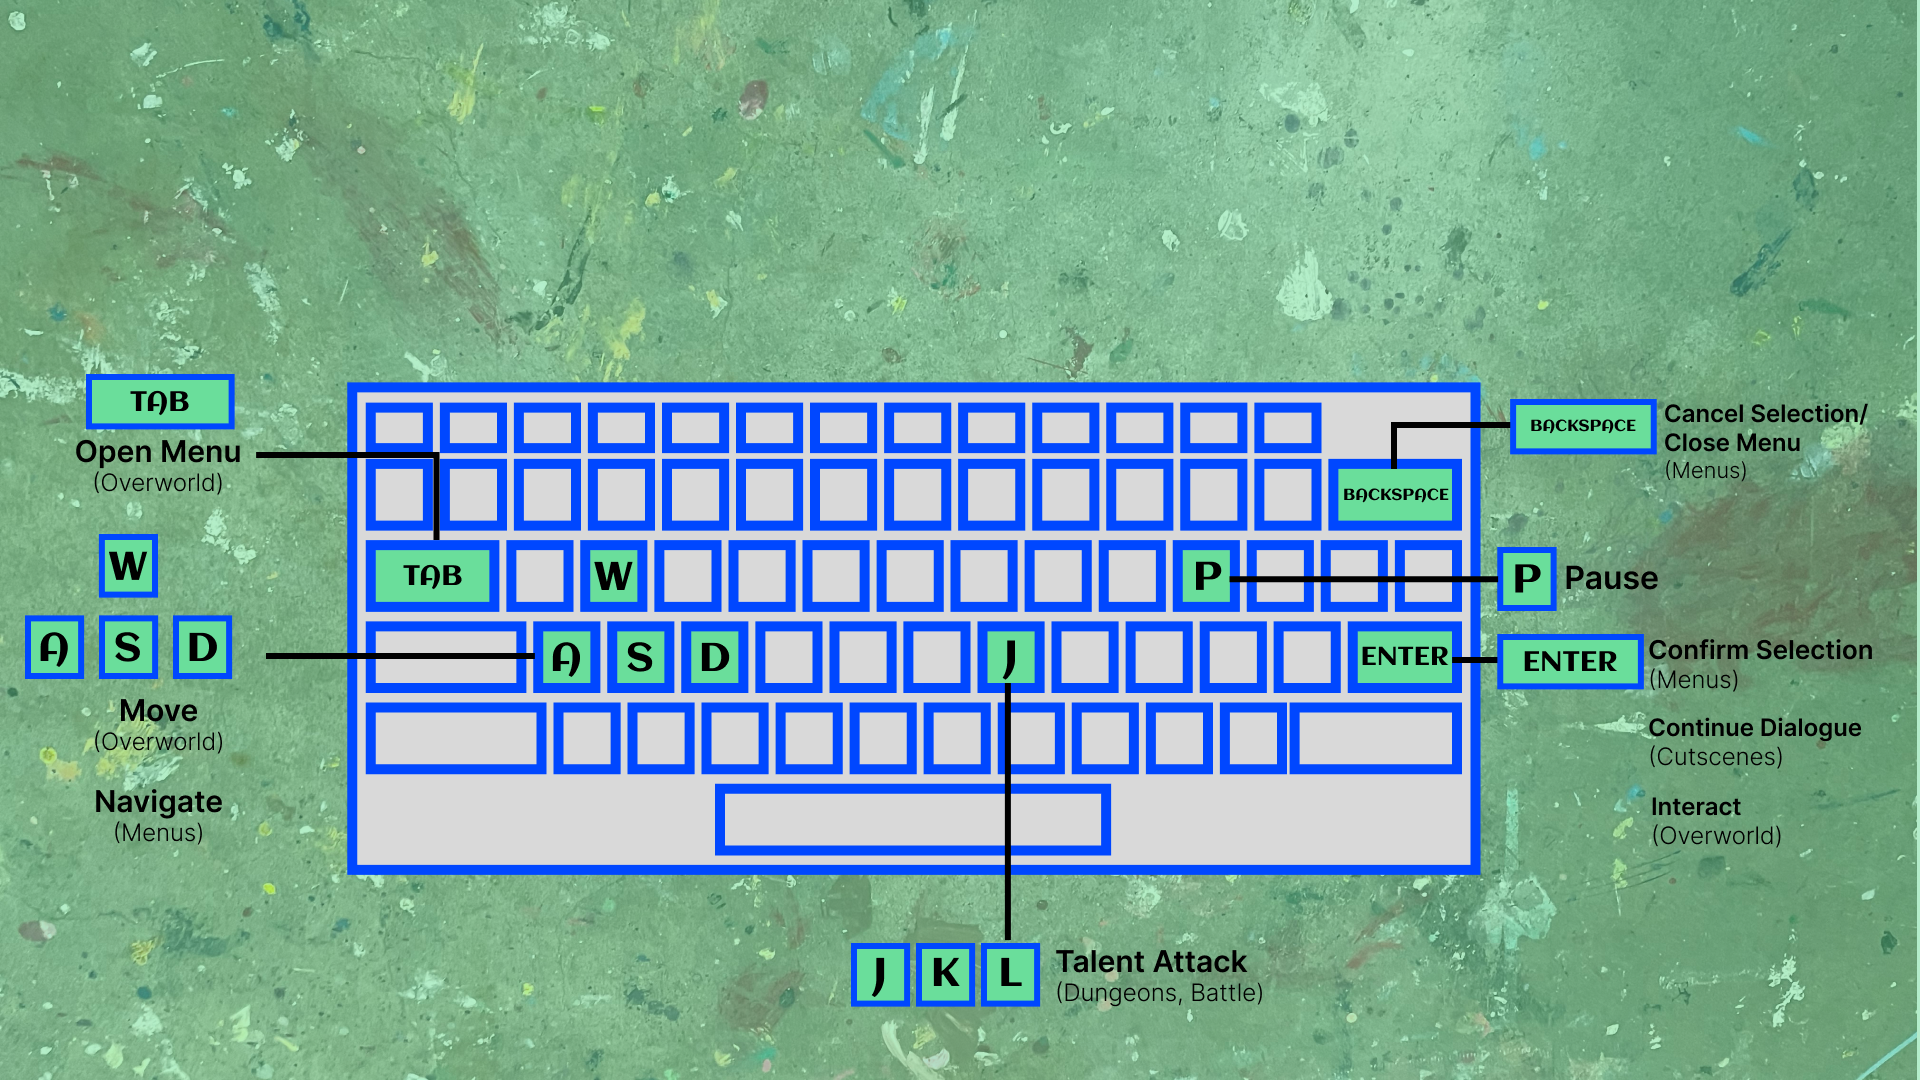 TAB
Open Menu
(Overworld)
W
A S D
Move
(Overworld)
Navigate
(Menus)
BACKSPACE
TAB
W
P
A
S
D
J
ENTER
BACKSPACE
Cancel Selection/
Close Menu
(Menus)
P
Pause
ENTER
Confirm Selection
(Menus)
Continue Dialogue
(Cutscenes)
Interact
(Overworld)
J K L
Talent Attack
(Dungeons, Battle)